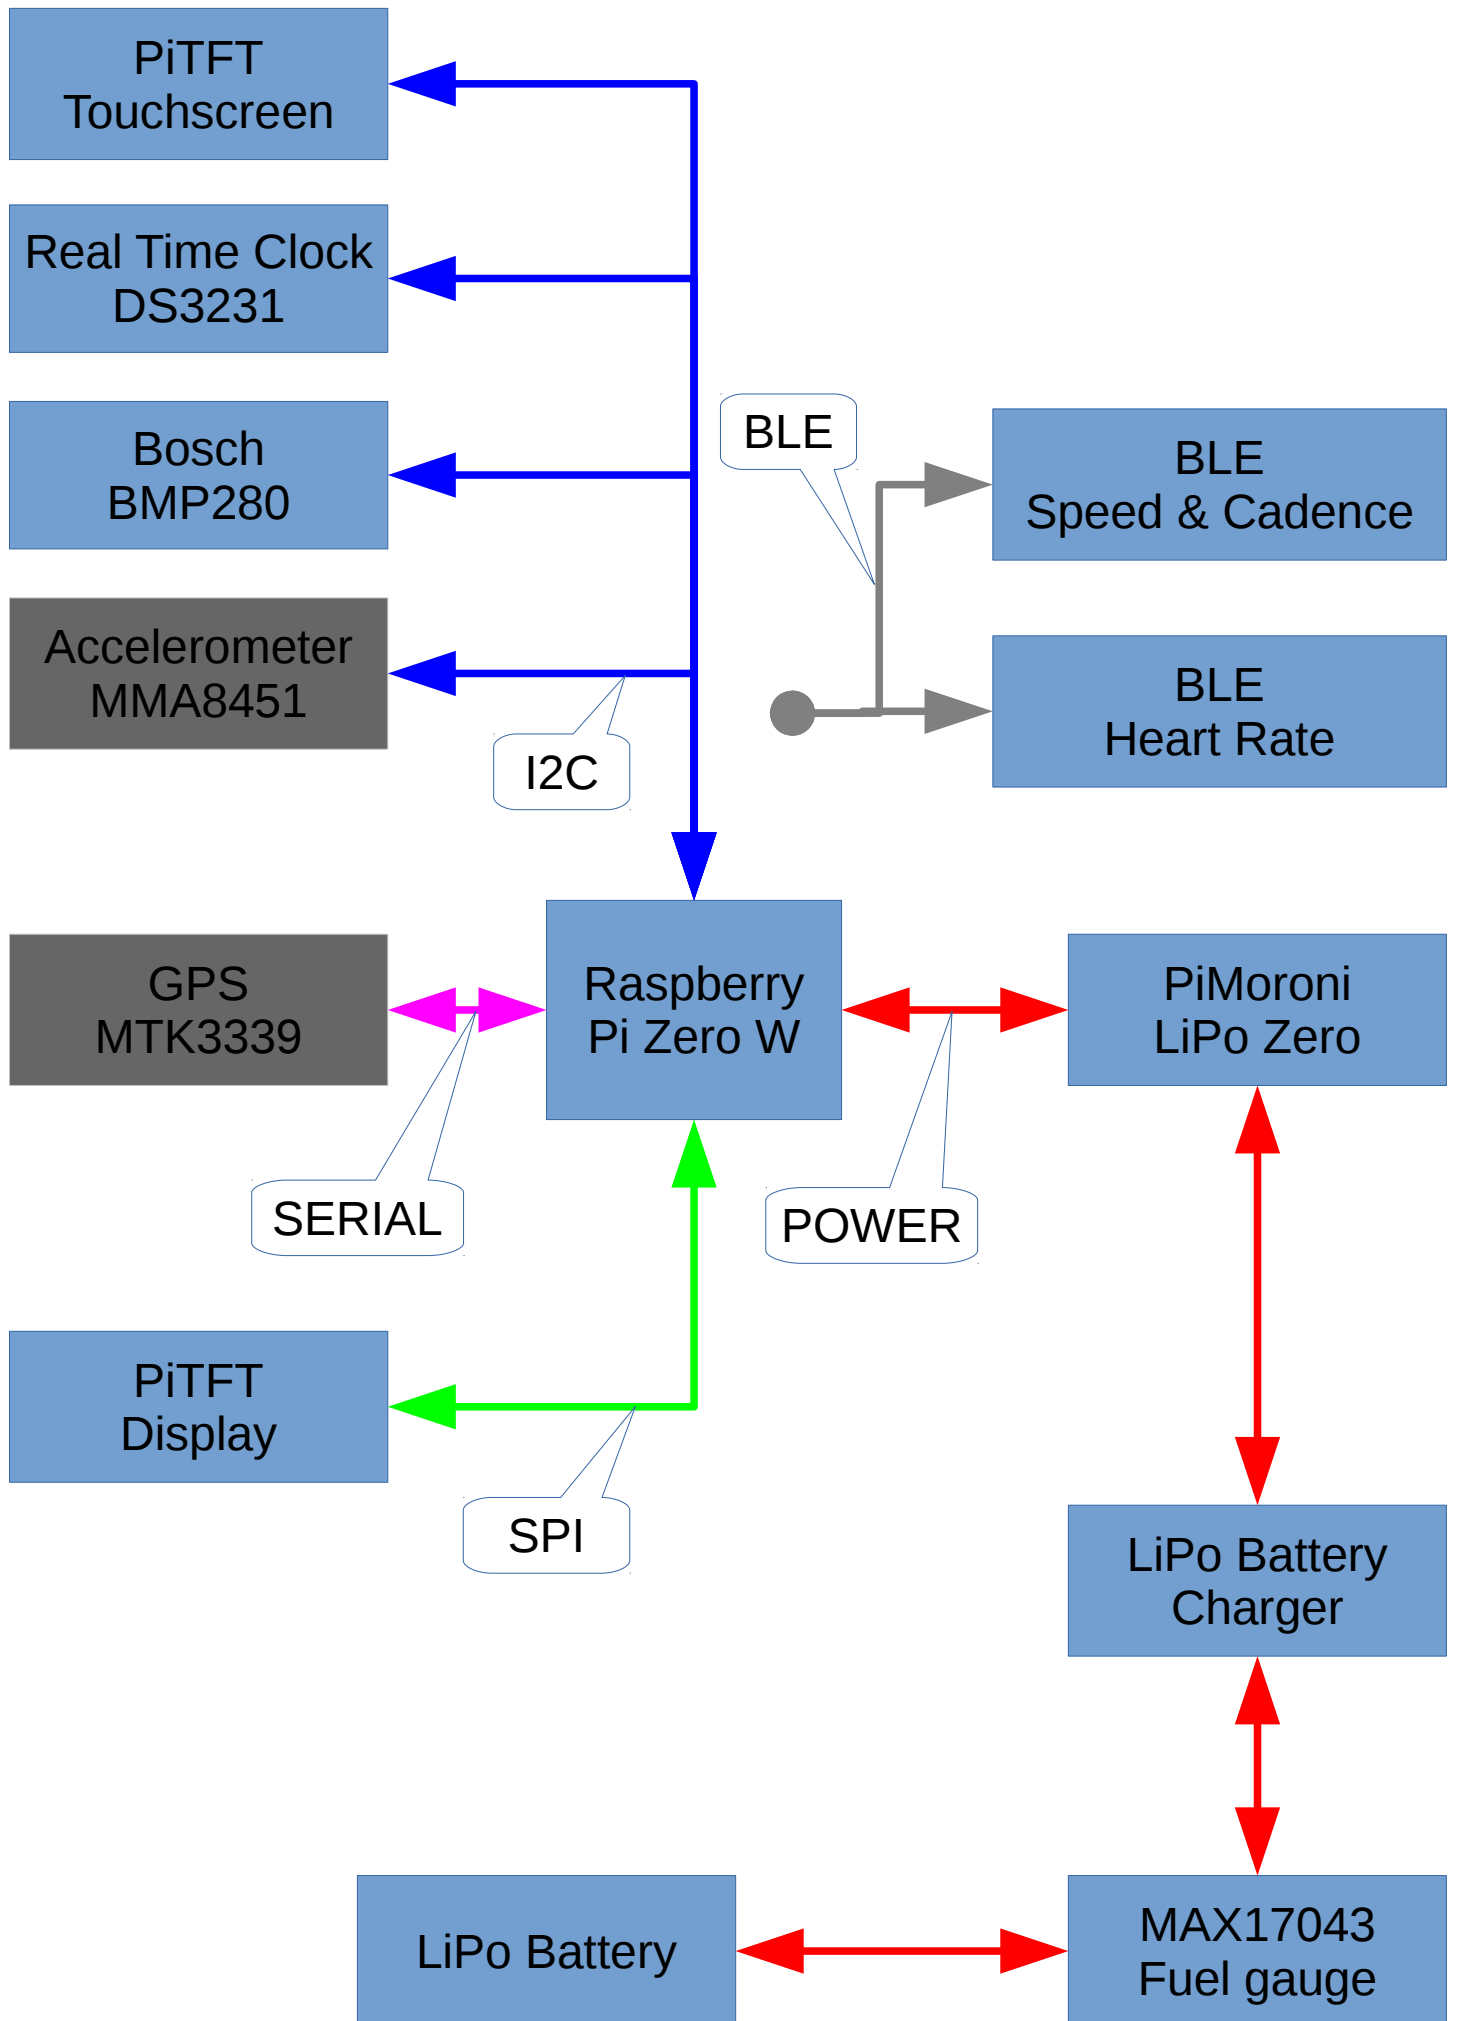 PiTFT
Touchscreen
Real Time Clock
DS3231
Bosch
BMP280
BLE
BLE
Speed & Cadence
Accelerometer
MMA8451
I2C
BLE
Heart Rate
GPS
MTK3339
Raspberry
Pi Zero W
PiMoroni
LiPo Zero
SERIAL
POWER
PiTFT
Display
SPI
LiPo Battery
Charger
LiPo Battery
MAX17043
Fuel gauge